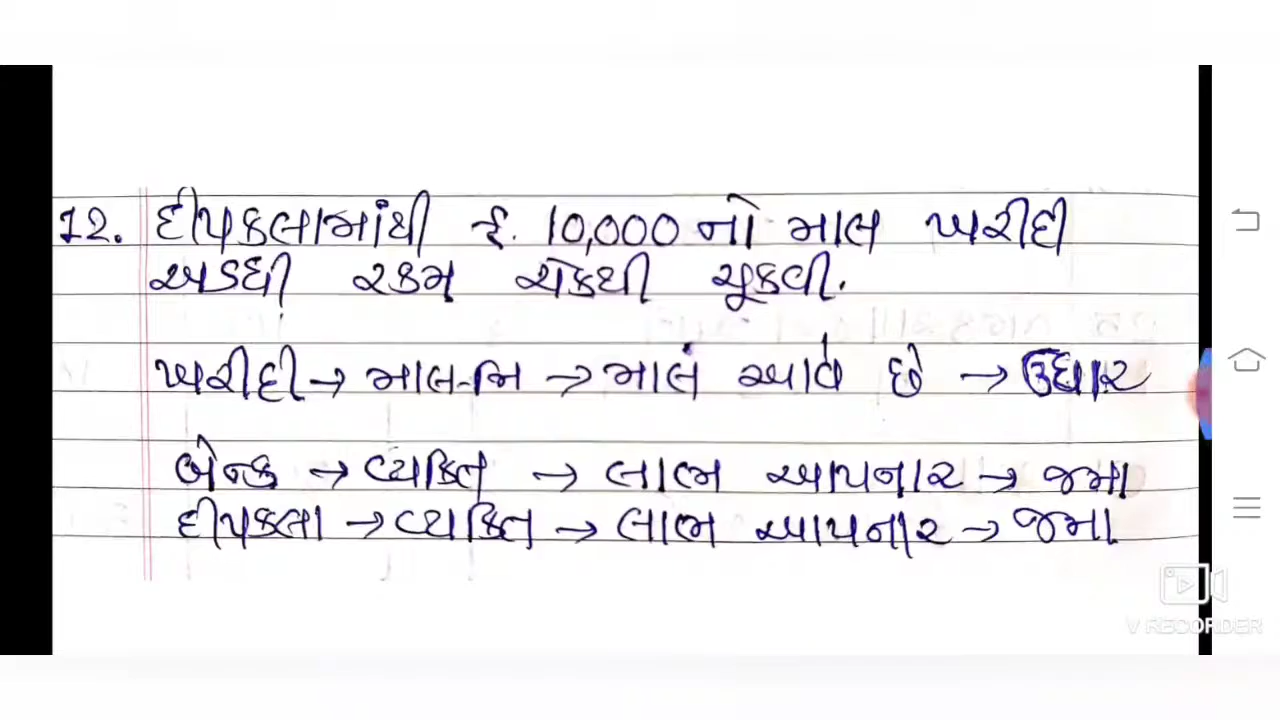 12. દીપકલામાંથી રૂ. 10,000 નો માલ ખરીદી
અડધી રકમ ચેકથી ચૂકવી.
ખરીદી → માલ-મિ → માલ આવે છે → ઉધાર
બેન્ક → વ્યકિત → લાભ આપનાર → જમા
દીપકલા → વ્યકિત → લાભ આપનાર → જમા
V RECORDER